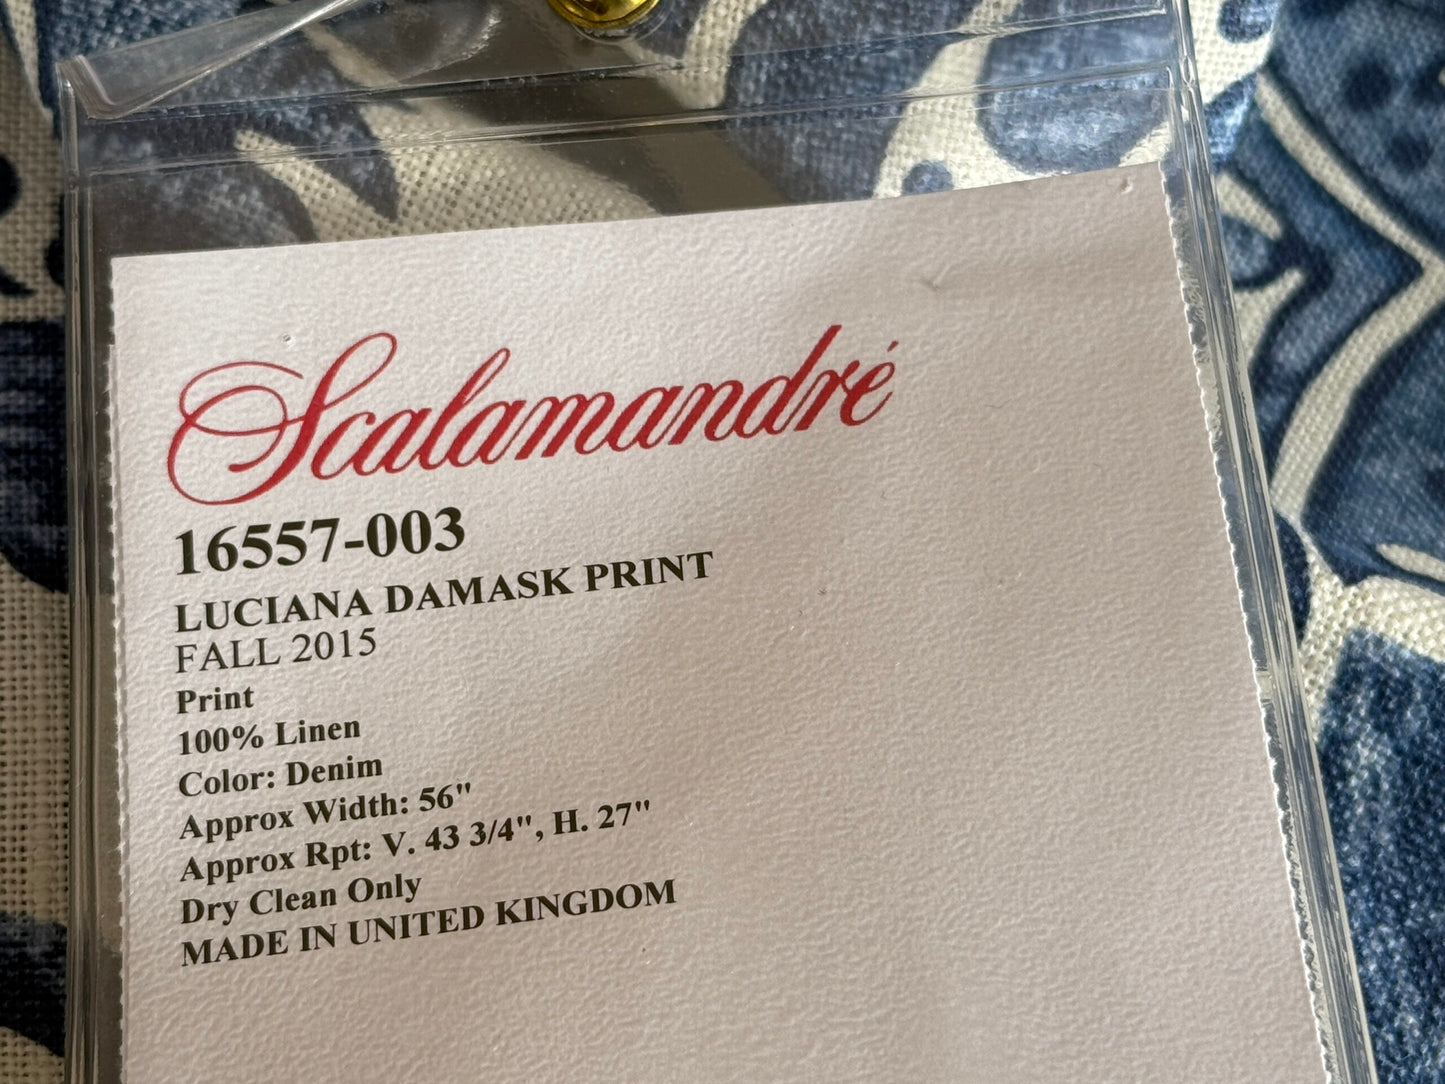 Scalamandré
16557-003
LUCIANA DAMASK PRINT
FALL 2015
Print
100% Linen
Color: Denim
Approx Width: 56"
Approx Rpt: V. 43 3/4", H. 27"
Dry Clean Only
MADE IN UNITED KINGDOM